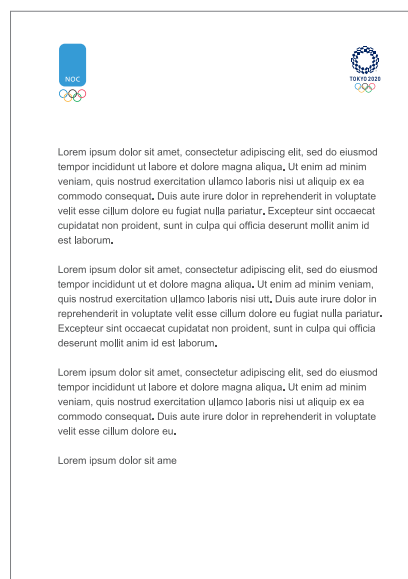 NOC
TOKYO 2020
Lorem ipsum dolor sit amet, consectetur adipiscing elit, sed do eiusmod
tempor incididunt ut labore et dolore magna aliqua. Ut enim ad minim
veniam, quis nostrud exercitation ullamco laboris nisi ut aliquip ex ea
commodo consequat. Duis aute irure dolor in reprehenderit in voluptate
velit esse cillum dolore eu fugiat nulla pariatur. Excepteur sint occaecat
cupidatat non proident, sunt in culpa qui officia deserunt mollit anim id
est laborum.
Lorem ipsum dolor sit amet, consectetur adipiscing elit, sed do eiusmod
tempor incididunt ut et dolore magna aliqua. Ut enim ad minim veniam,
quis nostrud exercitation ullamco laboris nisi utt. Duis aute irure dolor in
reprehenderit in voluptate velit esse cillum dolore eu fugiat nulla pariatur.
Excepteur sint occaecat cupidatat non proident, sunt in culpa qui officia
deserunt mollit anim id est laborum.
Lorem ipsum dolor sit amet, consectetur adipiscing elit, sed do eiusmod
tempor incididunt ut labore et dolore magna aliqua. Ut enim ad minim
veniam, quis nostrud exercitation ullamco laboris nisi ut aliquip ex ea
commodo consequat. Duis aute irure dolor in reprehenderit in voluptate
velit esse cillum dolore eu.
Lorem ipsum dolor sit ame